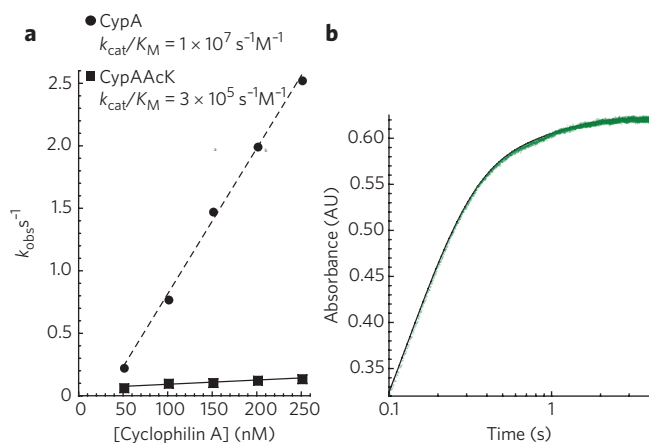 a
CypA
kcat/KM = 1 × 10⁷ s⁻¹M⁻¹
CypAAcK
kcat/KM = 3 × 10⁵ s⁻¹M⁻¹
kobs s⁻¹
2.5
2.0
1.5
1.0
0.5
0
0 50 100 150 200 250
[Cyclophilin A] (nM)
b
Absorbance (AU)
0.60
0.55
0.50
0.45
0.40
0.35
0.1 1
Time (s)